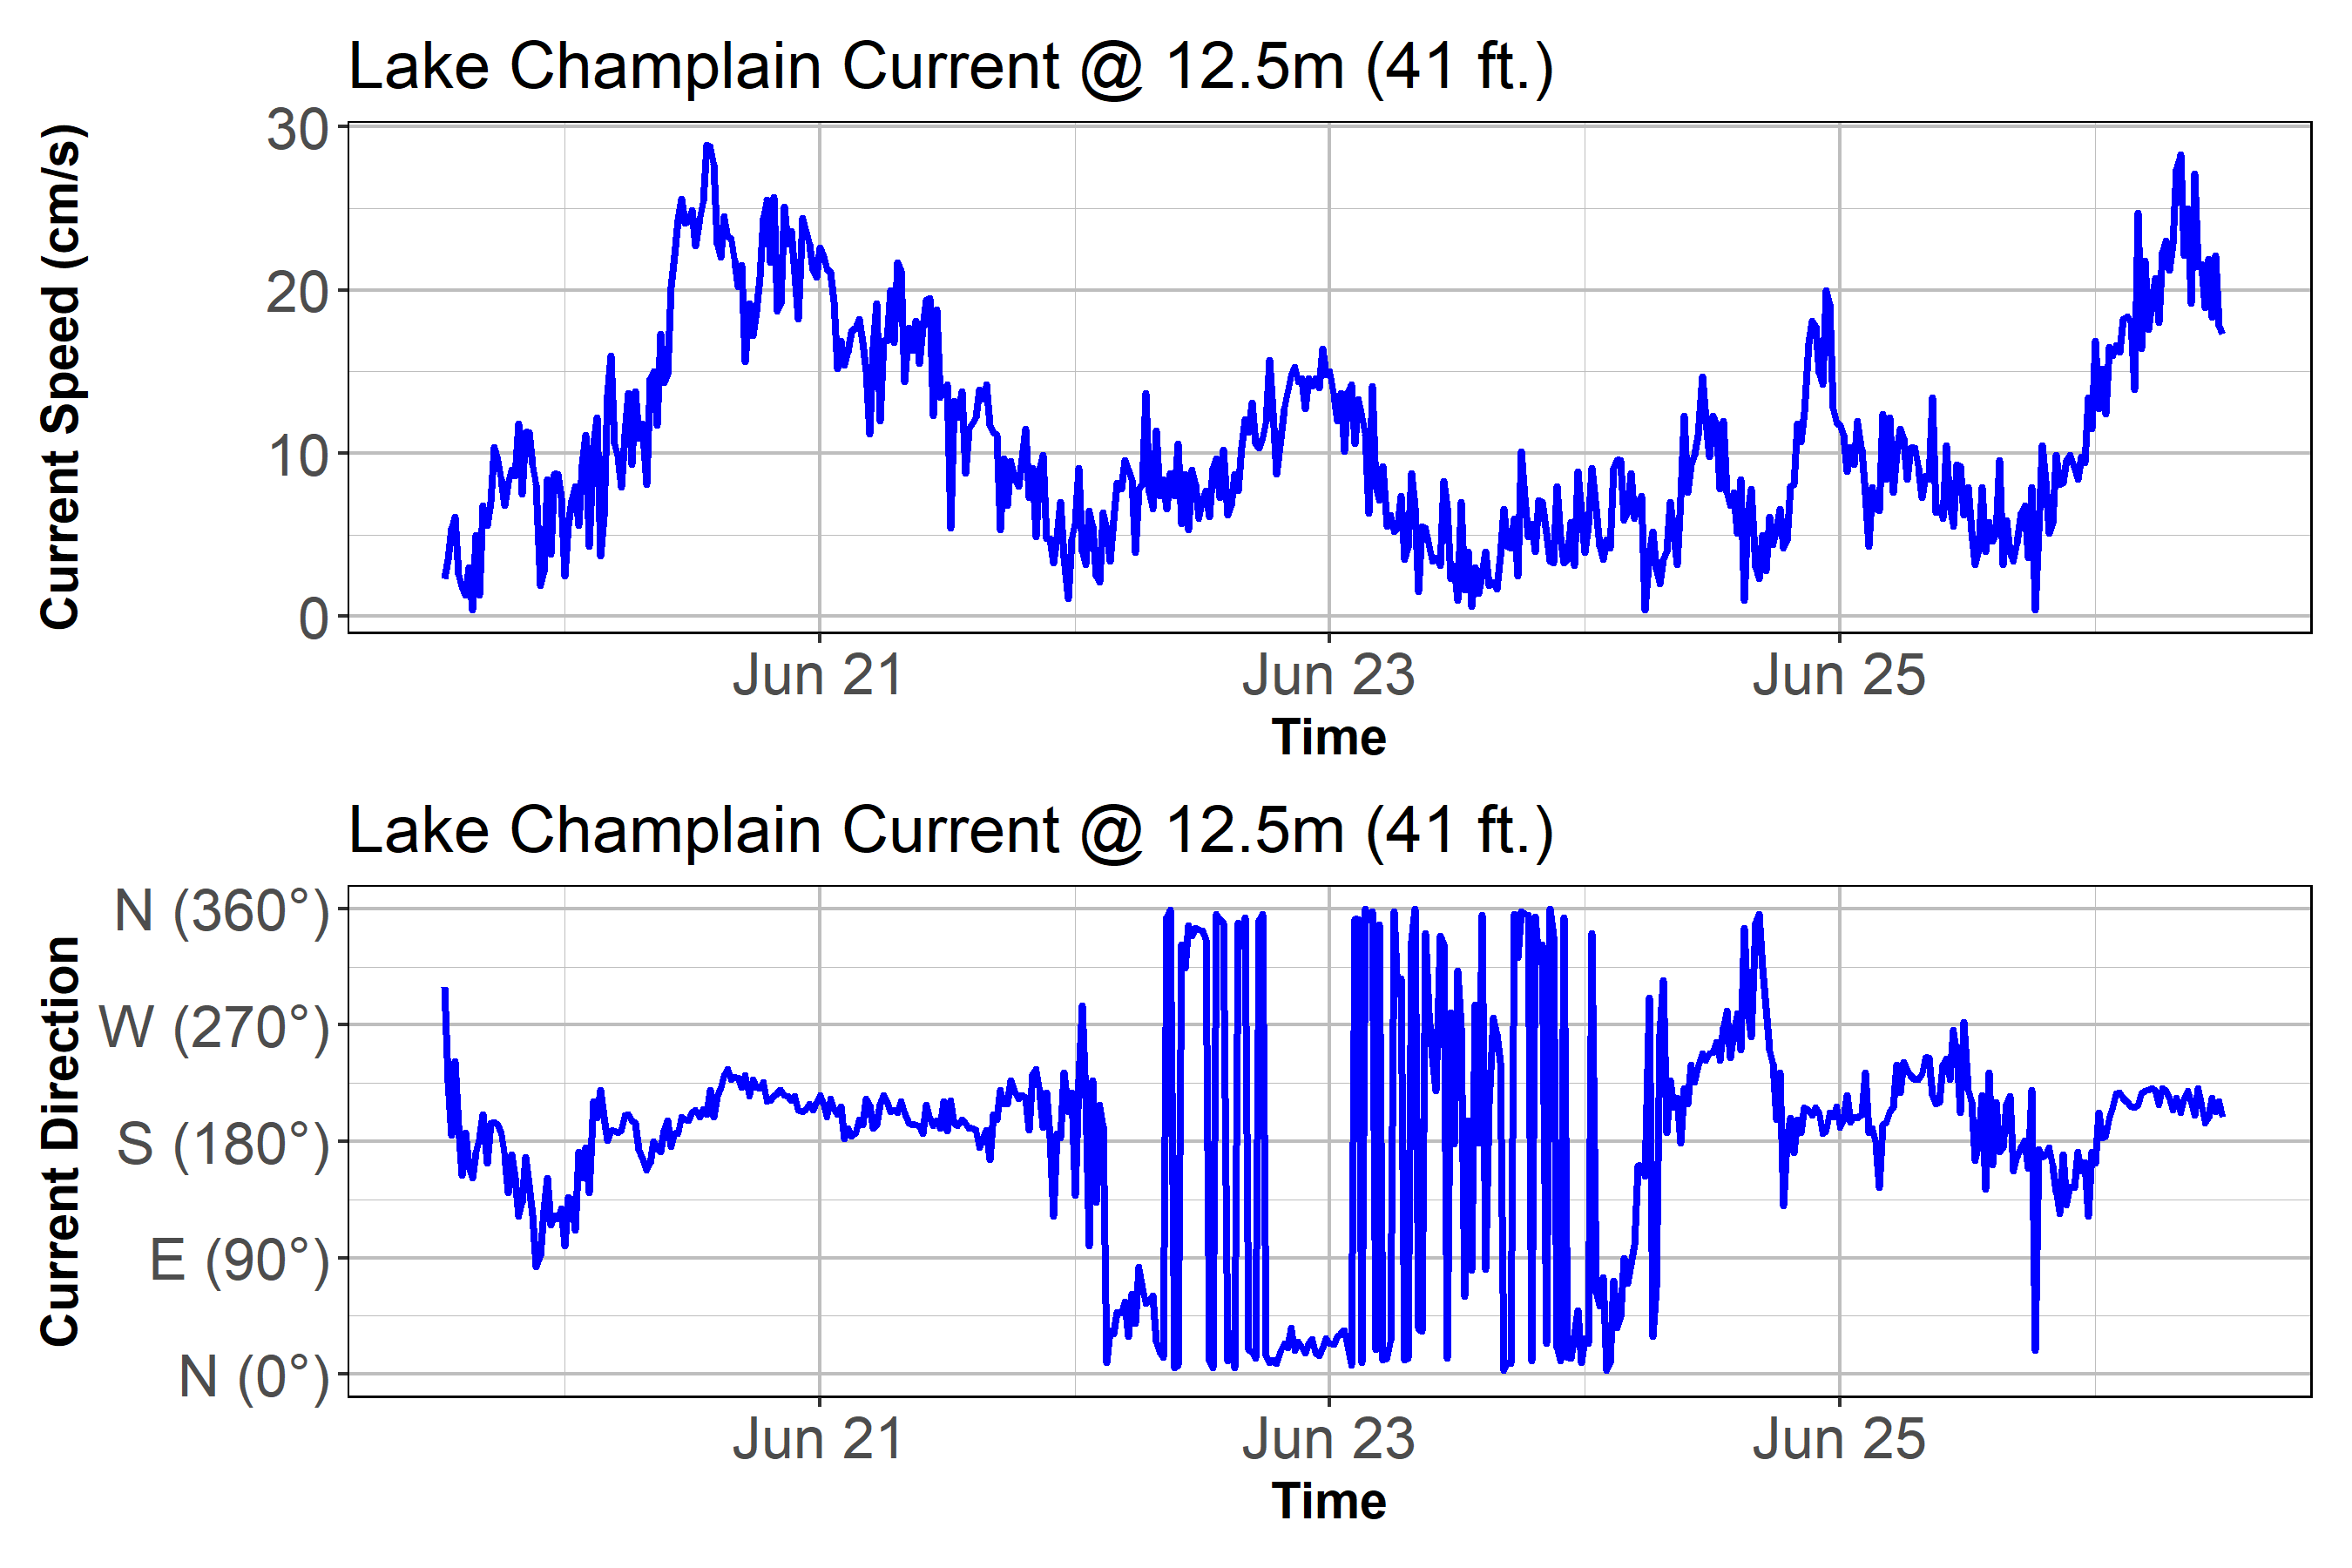 Lake Champlain Current @ 12.5m (41 ft.)
Current Speed (cm/s)
30
20
10
0
Jun 21 Jun 23 Jun 25
Time
Lake Champlain Current @ 12.5m (41 ft.)
Current Direction
N (360°)
W (270°)
S (180°)
E (90°)
N (0°)
Jun 21 Jun 23 Jun 25
Time